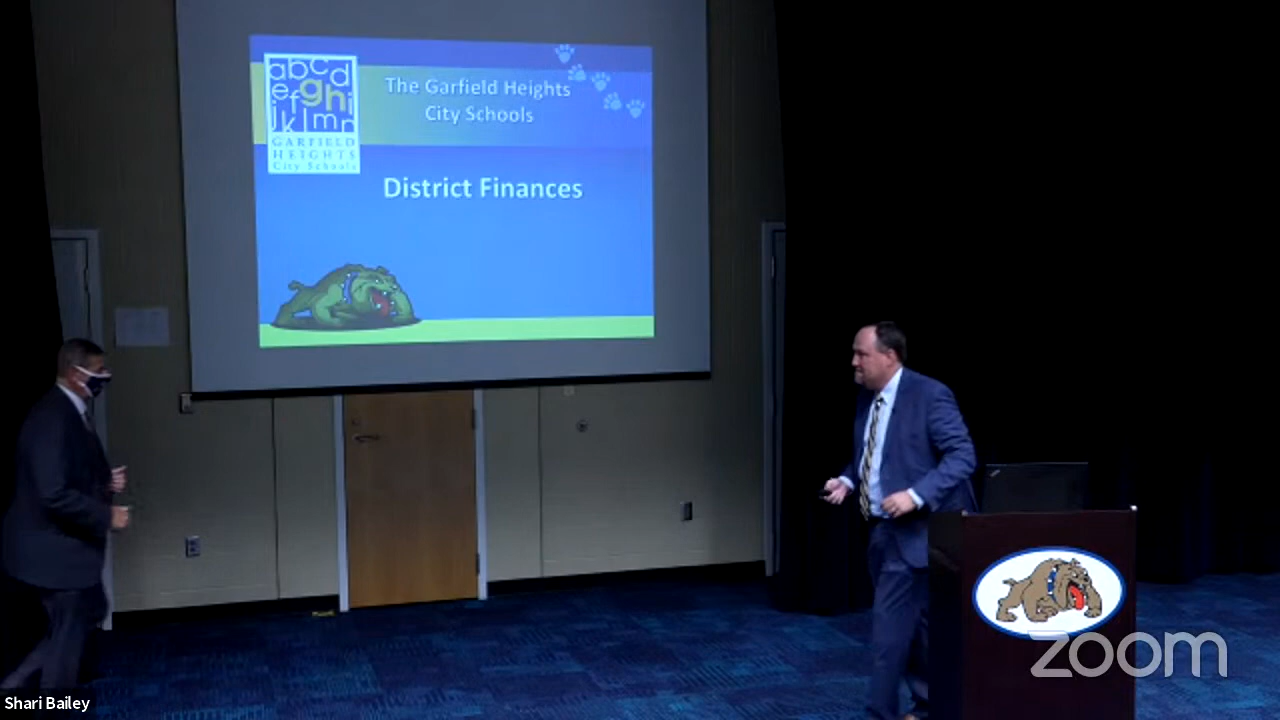 abcd
efghi
jklmn
GARFIELD
HEIGHTS
City Schools
The Garfield Heights
City Schools
District Finances
zoom
Shari Bailey